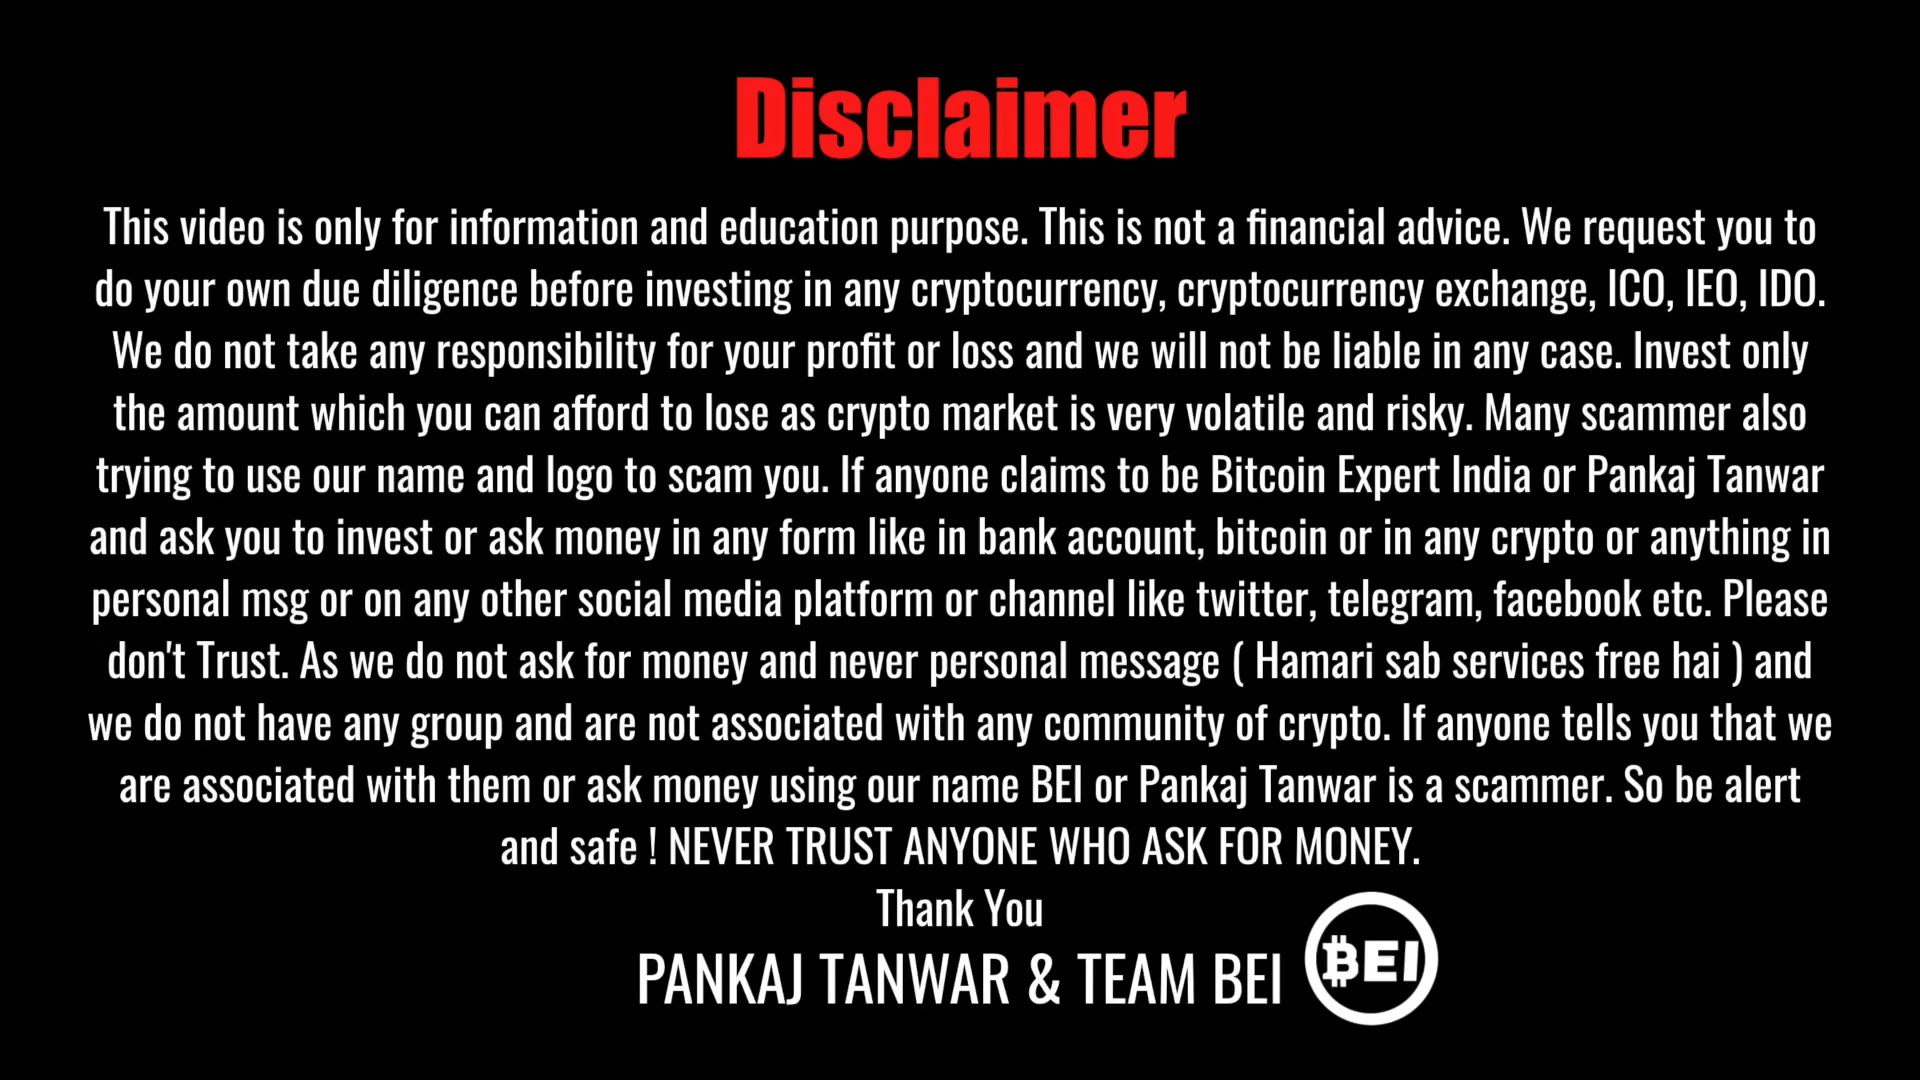 Disclaimer
This video is only for information and education purpose. This is not a financial advice. We request you to
do your own due diligence before investing in any cryptocurrency, cryptocurrency exchange, ICO, IEO, IDO.
We do not take any responsibility for your profit or loss and we will not be liable in any case. Invest only
the amount which you can afford to lose as crypto market is very volatile and risky. Many scammer also
trying to use our name and logo to scam you. If anyone claims to be Bitcoin Expert India or Pankaj Tanwar
and ask you to invest or ask money in any form like in bank account, bitcoin or in any crypto or anything in
personal msg or on any other social media platform or channel like twitter, telegram, facebook etc. Please
don't Trust. As we do not ask for money and never personal message ( Hamari sab services free hai ) and
we do not have any group and are not associated with any community of crypto. If anyone tells you that we
are associated with them or ask money using our name BEI or Pankaj Tanwar is a scammer. So be alert
and safe ! NEVER TRUST ANYONE WHO ASK FOR MONEY.
Thank You
PANKAJ TANWAR & TEAM BEI
BEI